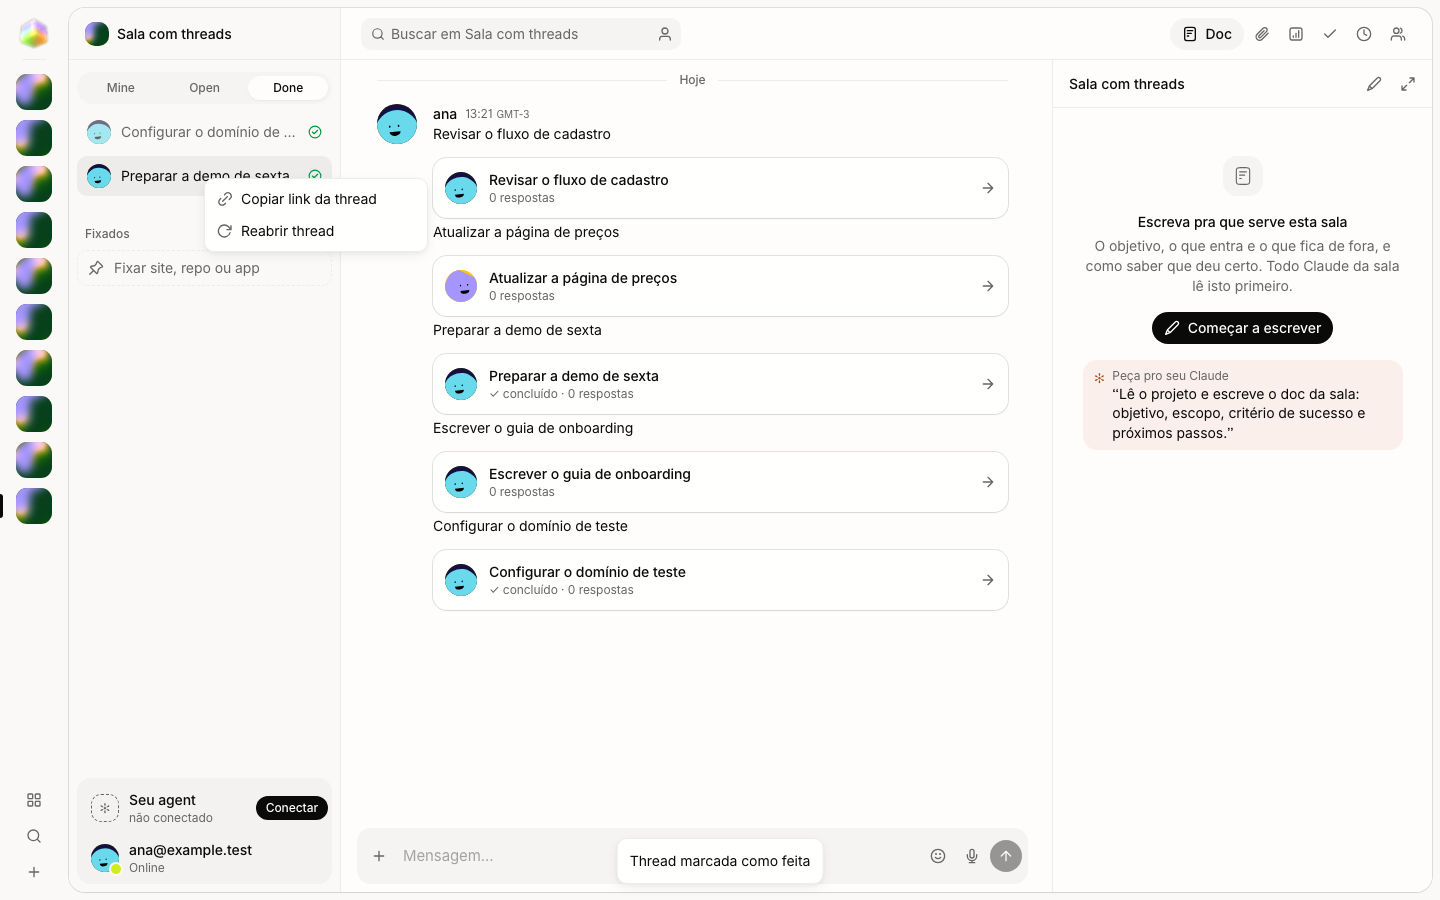 Sala com threads
Buscar em Sala com threads
Doc
Mine
Open
Done
Configurar o domínio de ...
Preparar a demo de sexta
Copiar link da thread
Reabrir thread
Fixados
Fixar site, repo ou app
Seu agent
não conectado
Conectar
ana@example.test
Online
Hoje
ana 13:21 GMT-3
Revisar o fluxo de cadastro
Revisar o fluxo de cadastro
0 respostas
Atualizar a página de preços
Atualizar a página de preços
0 respostas
Preparar a demo de sexta
Preparar a demo de sexta
✓ concluído · 0 respostas
Escrever o guia de onboarding
Escrever o guia de onboarding
0 respostas
Configurar o domínio de teste
Configurar o domínio de teste
✓ concluído · 0 respostas
Mensagem...
Thread marcada como feita
Sala com threads
Escreva pra que serve esta sala
O objetivo, o que entra e o que fica de fora, e
como saber que deu certo. Todo Claude da sala
lê isto primeiro.
Começar a escrever
Peça pro seu Claude
“Lê o projeto e escreve o doc da sala:
objetivo, escopo, critério de sucesso e
próximos passos.”